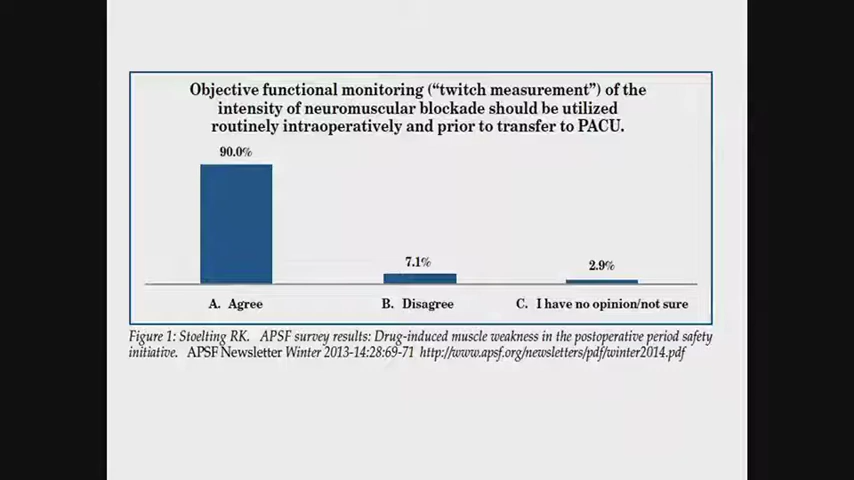 Objective functional monitoring (“twitch measurement”) of the
intensity of neuromuscular blockade should be utilized
routinely intraoperatively and prior to transfer to PACU.
90.0%
7.1%
2.9%
A. Agree
B. Disagree
C. I have no opinion/not sure
Figure 1: Stoelting RK. APSF survey results: Drug-induced muscle weakness in the postoperative period safety
initiative. APSF Newsletter Winter 2013-14:28:69-71 http://www.apsf.org/newsletters/pdf/winter2014.pdf